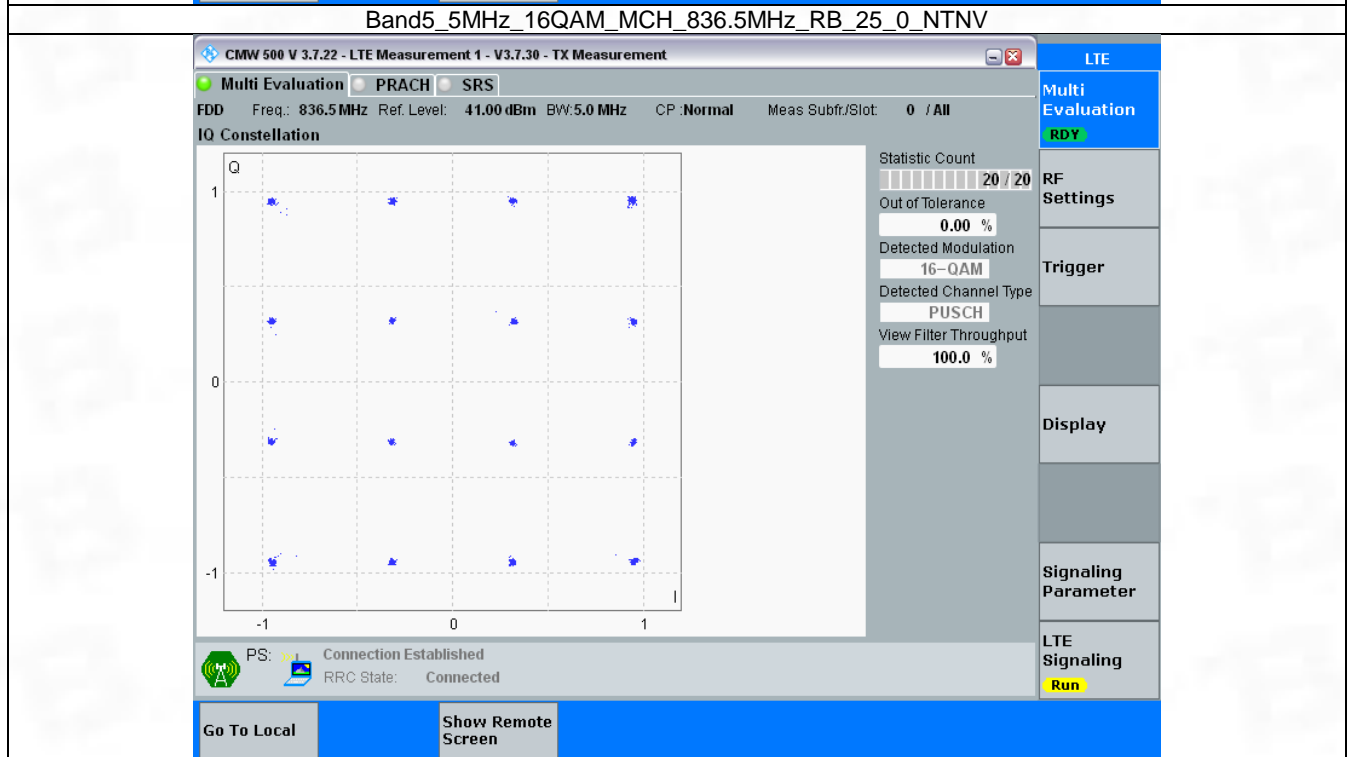 Band5_5MHz_16QAM_MCH_836.5MHz_RB_25_0_NTNV
CMW 500 V 3.7.22 - LTE Measurement 1 - V3.7.30 - TX Measurement
LTE
Multi Evaluation PRACH SRS
FDD Freq.: 836.5 MHz Ref. Level: 41.00 dBm BW:5.0 MHz CP :Normal Meas Subfr./Slot: 0 / All
IQ Constellation
Q
1
0
-1
I
-1 0 1
Statistic Count
20 / 20
Out of Tolerance
0.00 %
Detected Modulation
16-QAM
Detected Channel Type
PUSCH
View Filter Throughput
100.0 %
Multi
Evaluation
RDY
RF
Settings
Trigger
Display
Signaling
Parameter
LTE
Signaling
Run
PS: Connection Established
RRC State: Connected
Go To Local
Show Remote
Screen